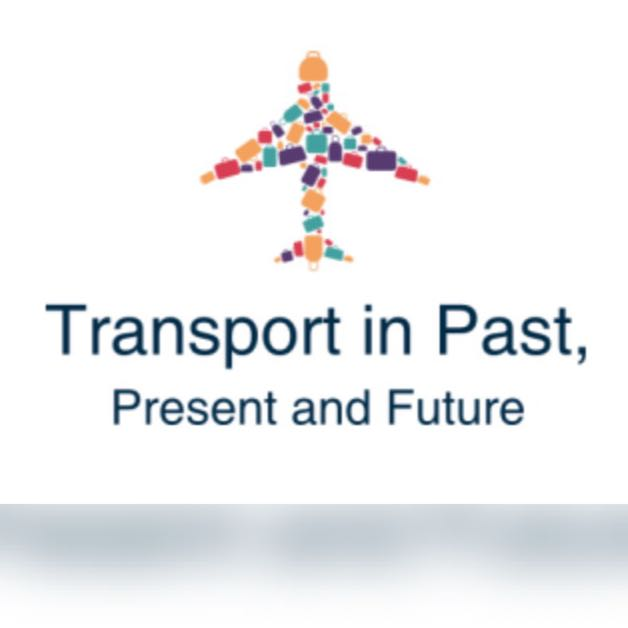 Transport in Past,
Present and Future